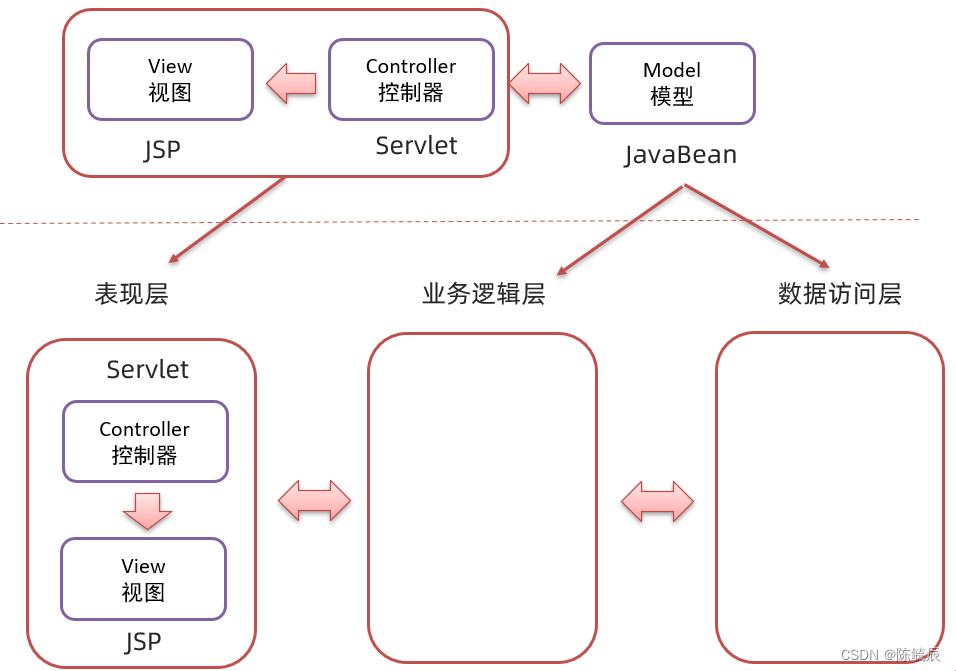 View
视图
JSP
Controller
控制器
Servlet
Model
模型
JavaBean
表现层
业务逻辑层
数据访问层
Servlet
Controller
控制器
View
视图
JSP
CSDN @陈毓辰